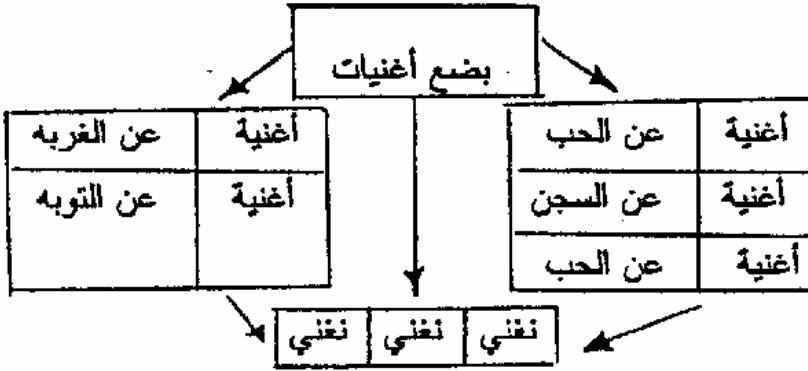 بضع أغنيات
أغنية عن الحب
أغنية عن السجن
أغنية عن الحب
أغنية عن الغربه
أغنية عن التوبه
نغني نغني نغني